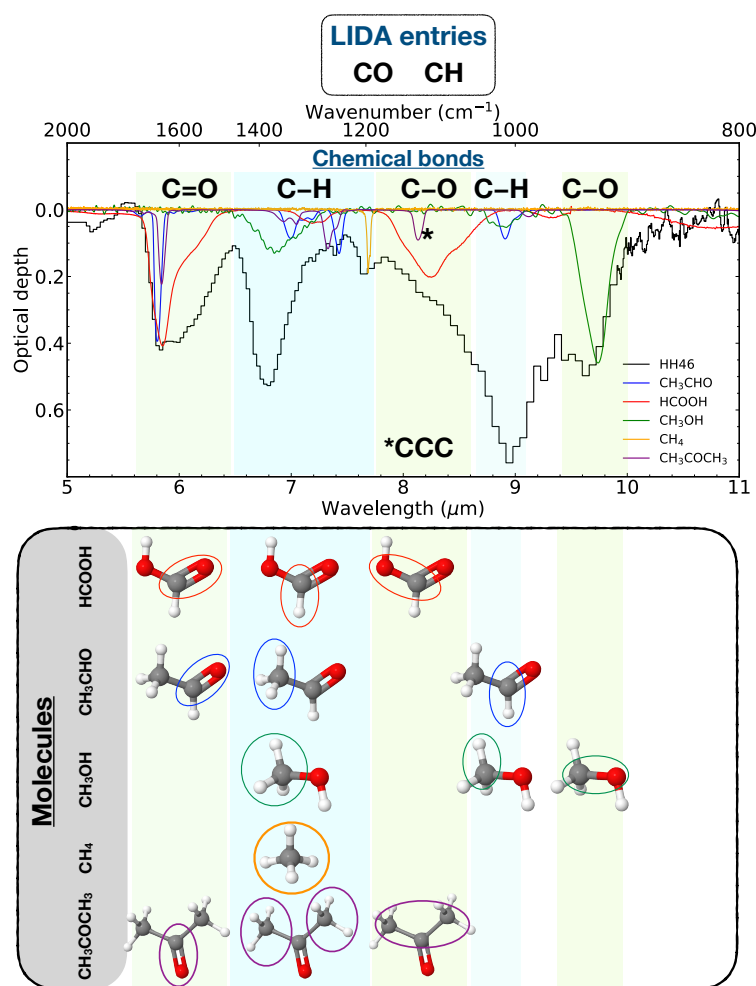 LIDA entries
CO CH
Wavenumber (cm⁻¹)
2000 1600 1400 1200 1000 800
Chemical bonds
C=O C−H C−O C−H C−O
0.0
0.2
0.4
0.6
Optical depth
*
*CCC
HH46
CH₃CHO
HCOOH
CH₃OH
CH₄
CH₃COCH₃
5 6 7 8 9 10 11
Wavelength (μm)
Molecules
HCOOH
CH₃CHO
CH₃OH
CH₄
CH₃COCH₃